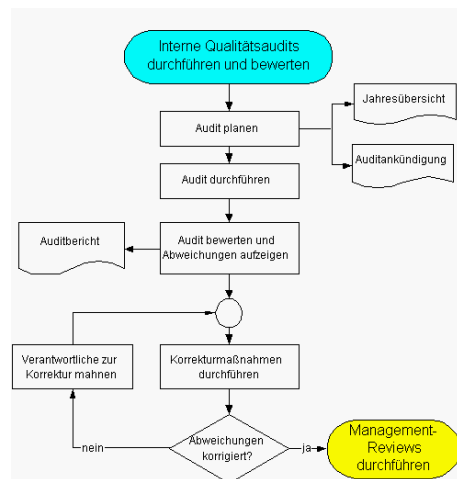 Interne Qualitätsaudits
durchführen und bewerten
Jahresübersicht
Audit planen
Auditankündigung
Audit durchführen
Auditbericht
Audit bewerten und
Abweichungen aufzeigen
Verantwortliche zur
Korrektur mahnen
Korrekturmaßnahmen
durchführen
Abweichungen
korrigiert?
nein
ja
Management-
Reviews
durchführen